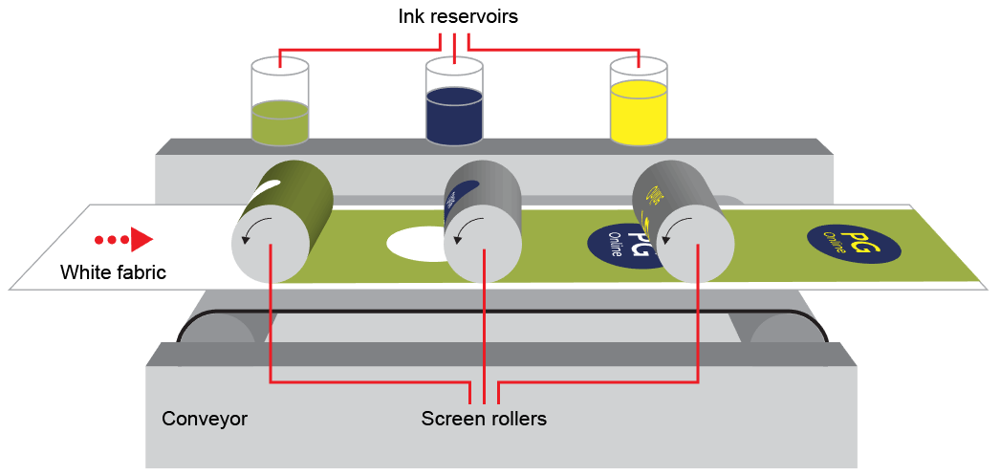 Ink reservoirs
White fabric
PG
Online
PG
Online
Conveyor
Screen rollers